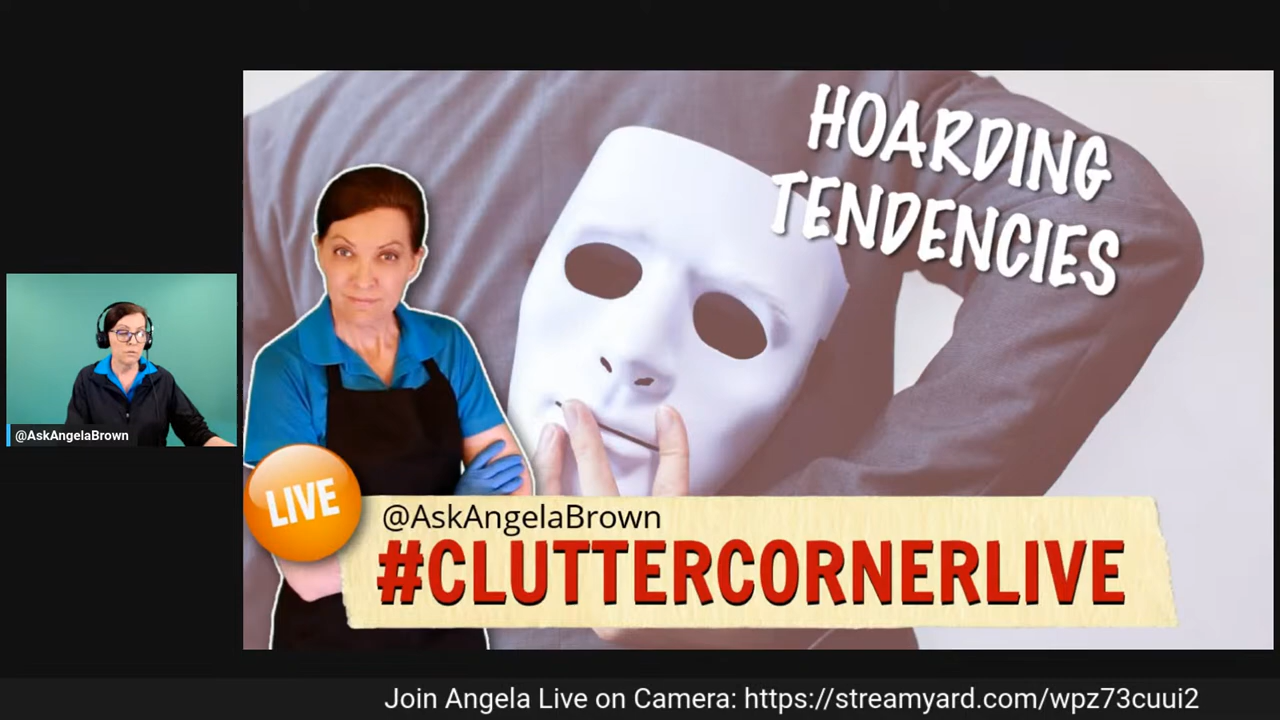 HOARDING
TENDENCIES
@AskAngelaBrown
LIVE
@AskAngelaBrown
#CLUTTERCORNERLIVE
Join Angela Live on Camera: https://streamyard.com/wpz73cuui2